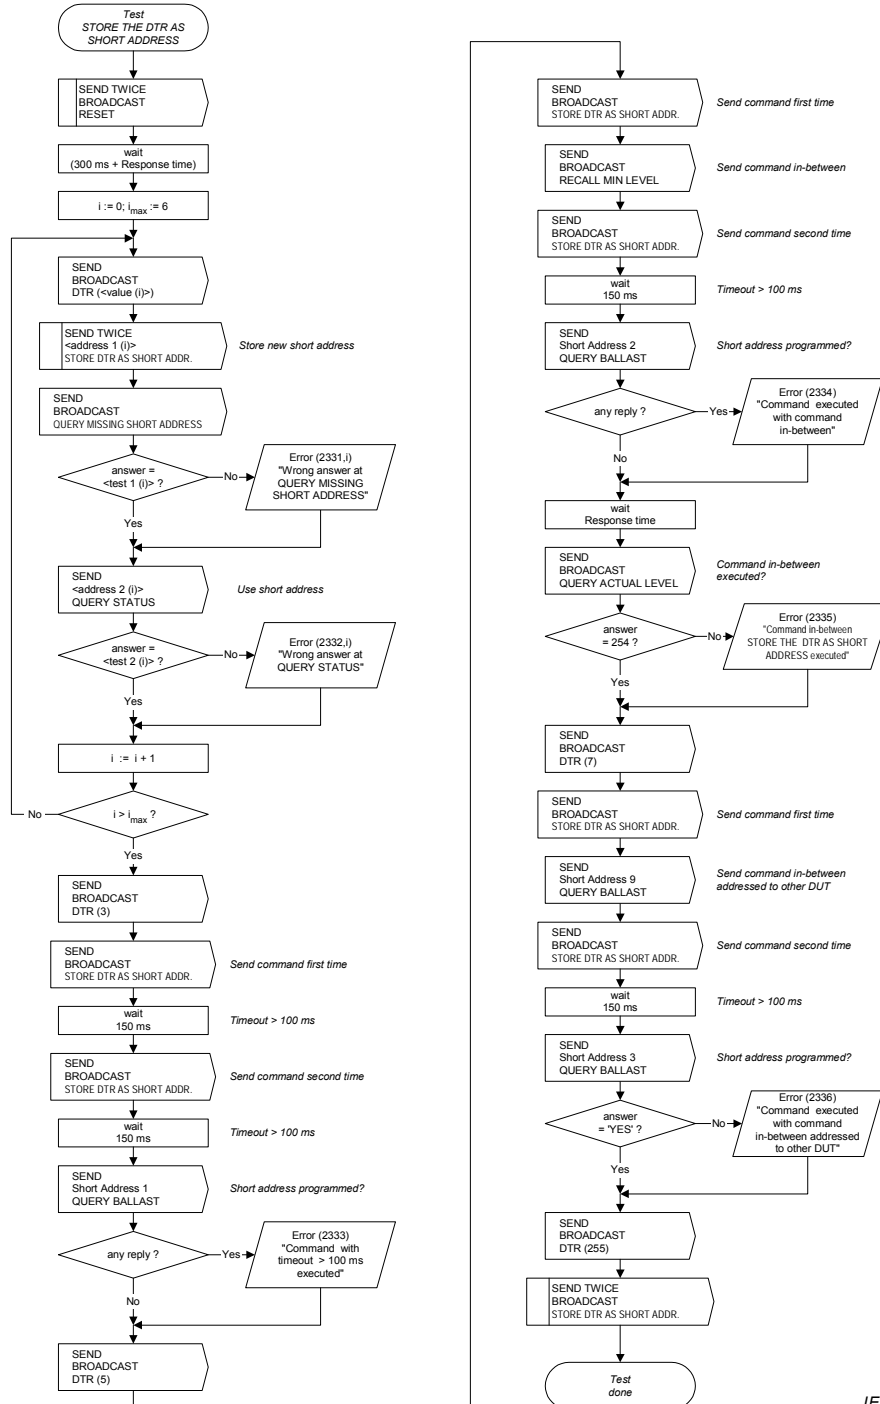 Test
STORE THE DTR AS
SHORT ADDRESS
SEND TWICE
BROADCAST
RESET
wait
(300 ms + Response time)
i := 0; imax := 6
SEND
BROADCAST
DTR (<value (i)>)
SEND TWICE
<address 1 (i)>
STORE DTR AS SHORT ADDR.
Store new short address
SEND
BROADCAST
QUERY MISSING SHORT ADDRESS
answer =
<test 1 (i)> ?
No
Error (2331,i)
"Wrong answer at
QUERY MISSING
SHORT ADDRESS"
Yes
SEND
<address 2 (i)>
QUERY STATUS
Use short address
answer =
<test 2 (i)> ?
No
Error (2332,i)
"Wrong answer at
QUERY STATUS"
Yes
i := i + 1
i > imax ?
No
Yes
SEND
BROADCAST
DTR (3)
SEND
BROADCAST
STORE DTR AS SHORT ADDR.
Send command first time
wait
150 ms
Timeout > 100 ms
SEND
BROADCAST
STORE DTR AS SHORT ADDR.
Send command second time
wait
150 ms
Timeout > 100 ms
SEND
Short Address 1
QUERY BALLAST
Short address programmed?
any reply ?
Yes
Error (2333)
"Command with
timeout > 100 ms
executed"
No
SEND
BROADCAST
DTR (5)
SEND
BROADCAST
STORE DTR AS SHORT ADDR.
Send command first time
SEND
BROADCAST
RECALL MIN LEVEL
Send command in-between
SEND
BROADCAST
STORE DTR AS SHORT ADDR.
Send command second time
wait
150 ms
Timeout > 100 ms
SEND
Short Address 2
QUERY BALLAST
Short address programmed?
any reply ?
Yes
Error (2334)
"Command executed
with command
in-between"
No
wait
Response time
SEND
BROADCAST
QUERY ACTUAL LEVEL
Command in-between
executed?
answer
= 254 ?
No
Error (2335)
"Command in-between
STORE THE DTR AS SHORT
ADDRESS executed"
Yes
SEND
BROADCAST
DTR (7)
SEND
BROADCAST
STORE DTR AS SHORT ADDR.
Send command first time
SEND
Short Address 9
QUERY BALLAST
Send command in-between
addressed to other DUT
SEND
BROADCAST
STORE DTR AS SHORT ADDR.
Send command second time
wait
150 ms
Timeout > 100 ms
SEND
Short Address 3
QUERY BALLAST
Short address programmed?
answer
= 'YES' ?
No
Error (2336)
"Command executed
with command
in-between addressed
to other DUT"
Yes
SEND
BROADCAST
DTR (255)
SEND TWICE
BROADCAST
STORE DTR AS SHORT ADDR.
Test
done